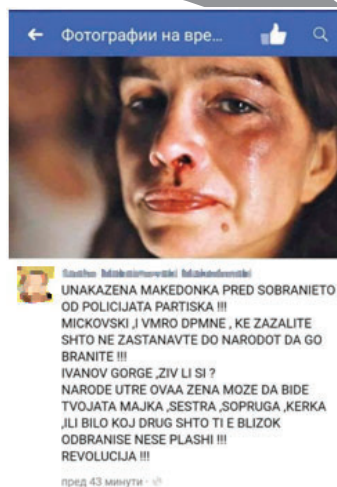 Фотографии на вре...
UNAKAZENA MAKEDONKA PRED SOBRANIETO
OD POLICIJATA PARTISKA !!!
MICKOVSKI ,I VMRO DPMNE , KE ZAZALITE
SHTO NE ZASTANAVTE DO NARODOT DA GO
BRANITE !!!
IVANOV GORGE ,ZIV LI SI ?
NARODE UTRE OVAA ZENA MOZE DA BIDE
TVOJATA MAJKA ,SESTRA ,SOPRUGA ,KERKA
,ILI BILO KOJ DRUG SHTO TI E BLIZOK
ODBRANISE NESE PLASHI !!!
REVOLUCIJA !!!
пред 43 минути